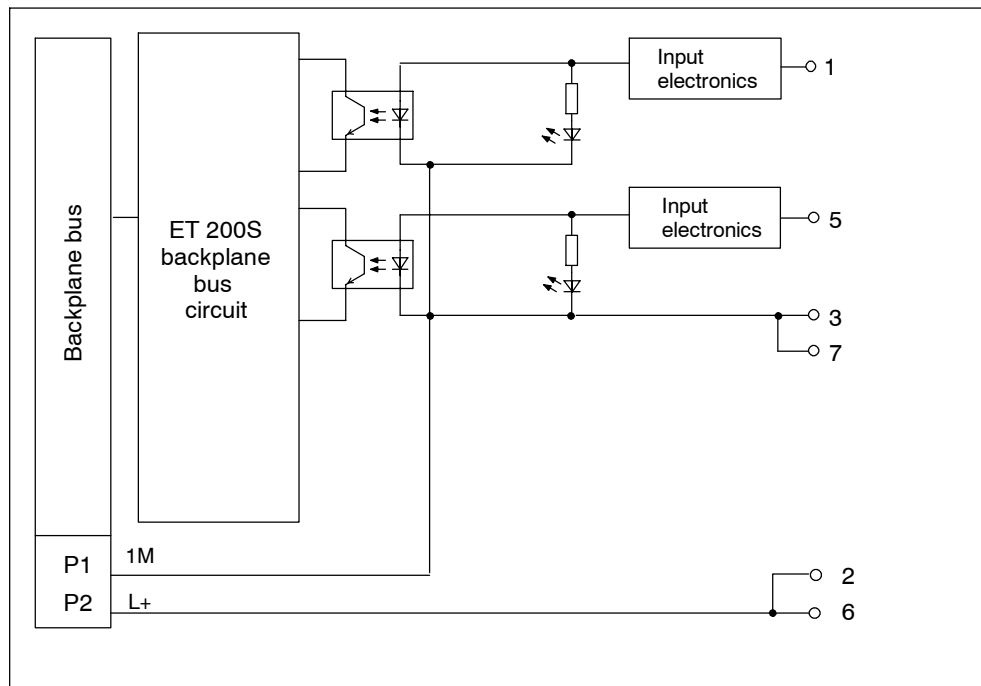 Backplane bus
ET 200S
backplane
bus
circuit
Input
electronics
1
Input
electronics
5
3
7
P1
1M
P2
L+
2
6